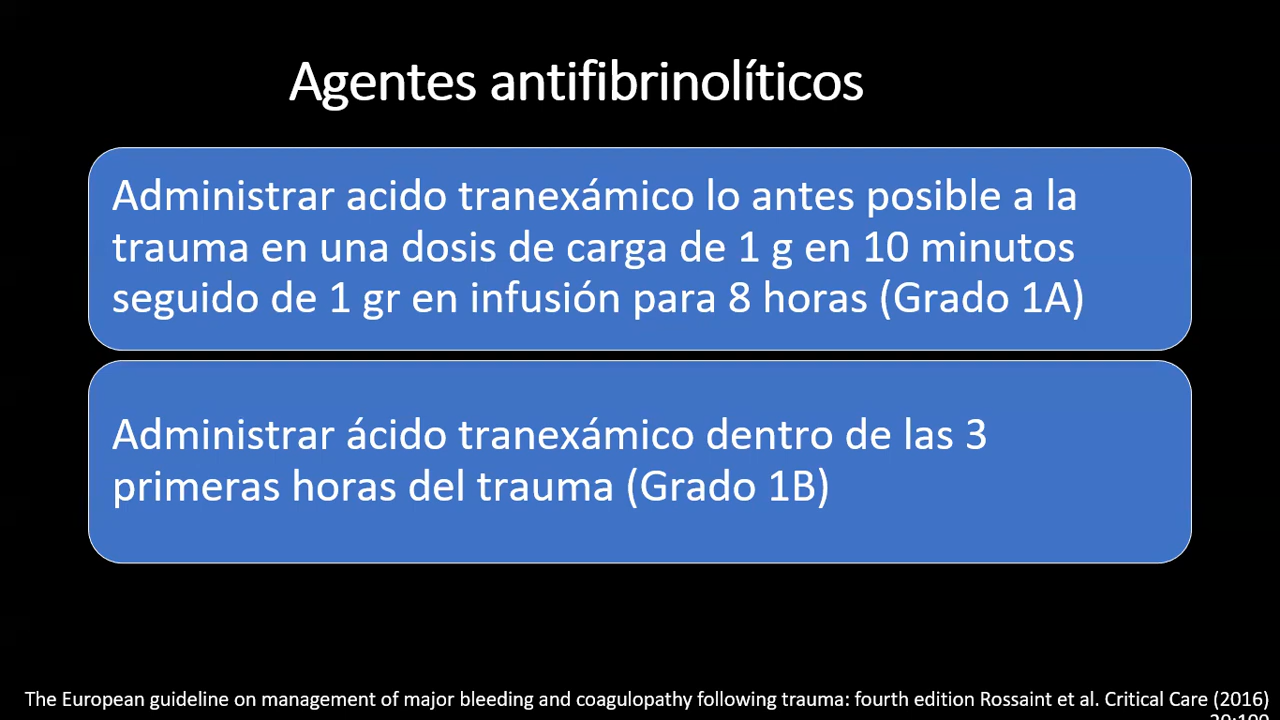 Agentes antifibrinolíticos
Administrar acido tranexámico lo antes posible a la
trauma en una dosis de carga de 1 g en 10 minutos
seguido de 1 gr en infusión para 8 horas (Grado 1A)
Administrar ácido tranexámico dentro de las 3
primeras horas del trauma (Grado 1B)
The European guideline on management of major bleeding and coagulopathy following trauma: fourth edition Rossaint et al. Critical Care (2016)
20:100